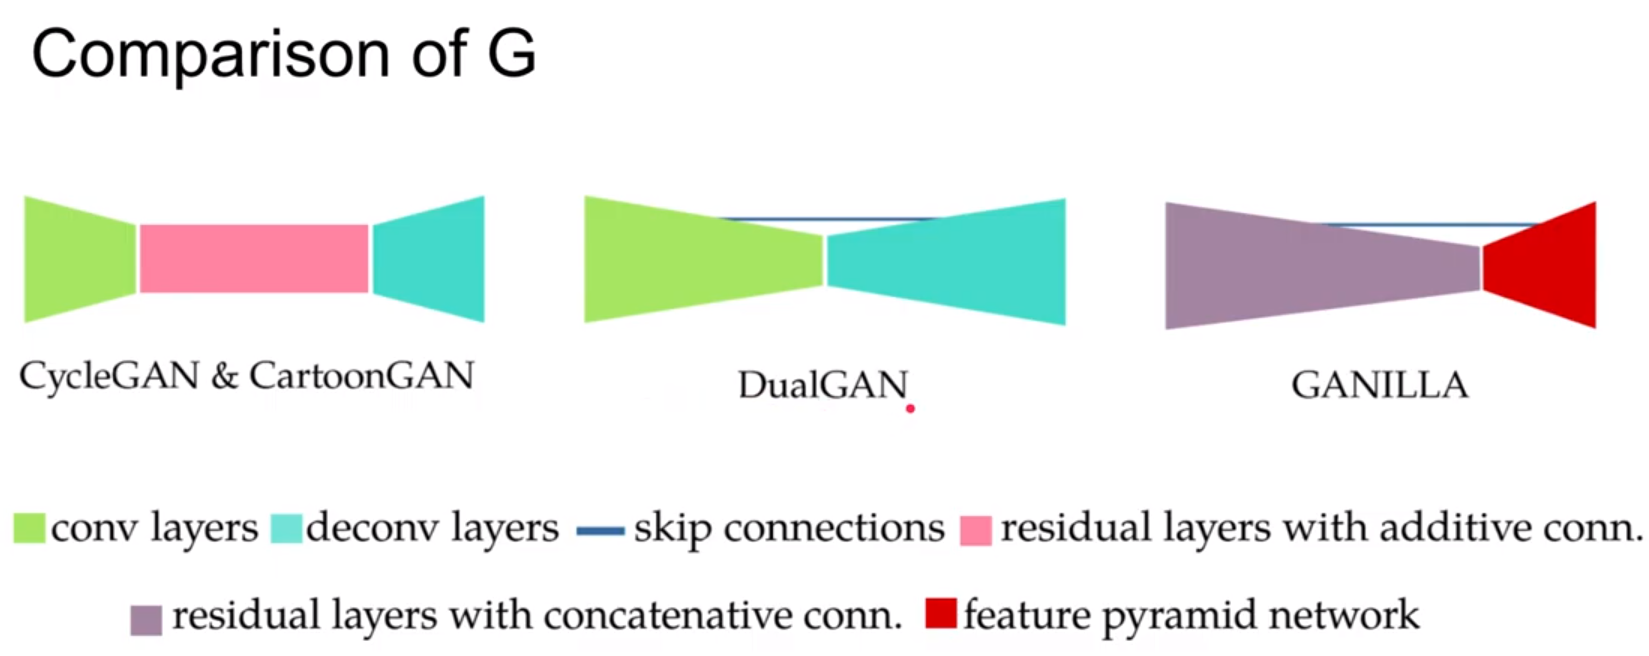 Comparison of G
CycleGAN & CartoonGAN
DualGAN
GANILLA
conv layers deconv layers skip connections residual layers with additive conn.
residual layers with concatenative conn. feature pyramid network